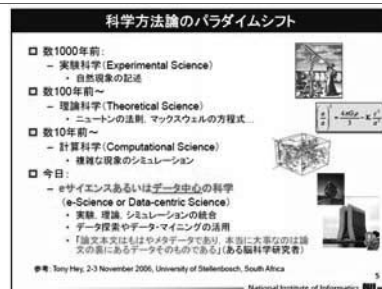 科学方法論のパラダイムシフト
数1000年前:
– 実験科学(Experimental Science)
• 自然現象の記述
数100年前～
– 理論科学(Theoretical Science)
• ニュートンの法則, マックスウェルの方程式…
数10年前～
– 計算科学(Computational Science)
• 複雑な現象のシミュレーション
今日:
– eサイエンスあるいはデータ中心の科学
(e-Science or Data-centric Science)
• 実験, 理論, シミュレーションの統合
• データ探索やデータ・マイニングの活用
• 「論文本文はもはやメタデータであり, 本当に大事なのは論
文の裏にあるデータそのものである」(ある脳科学研究者)
参考: Tony Hey, 2-3 November 2006, University of Stellenbosch, South Africa
5
National Institute of Informatics